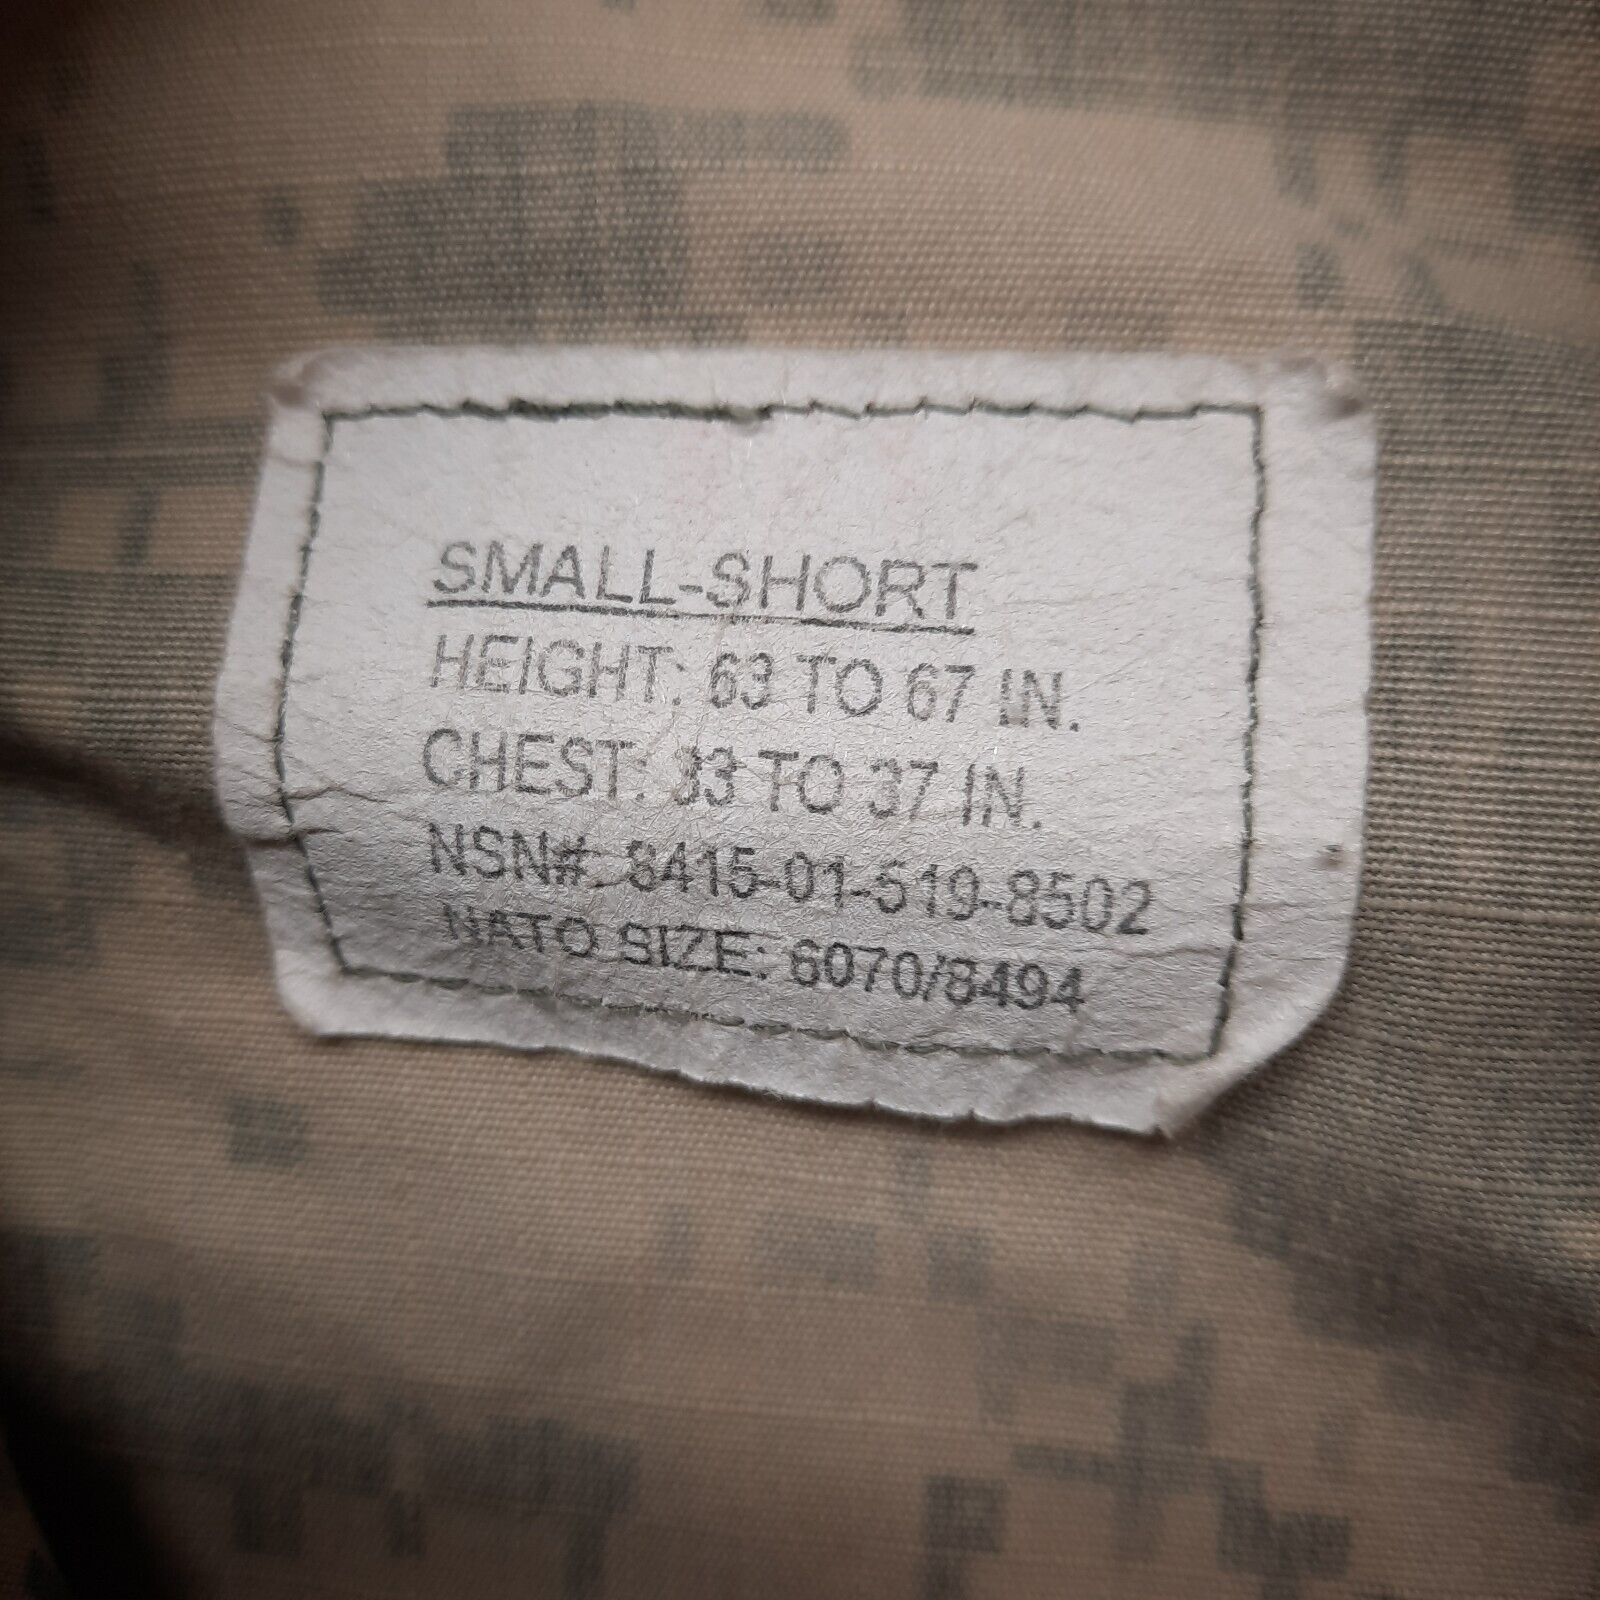 SMALL-SHORT
HEIGHT: 63 TO 67 IN.
CHEST: 33 TO 37 IN.
NSN#  8415-01-519-8502
NATO SIZE: 6070/8494